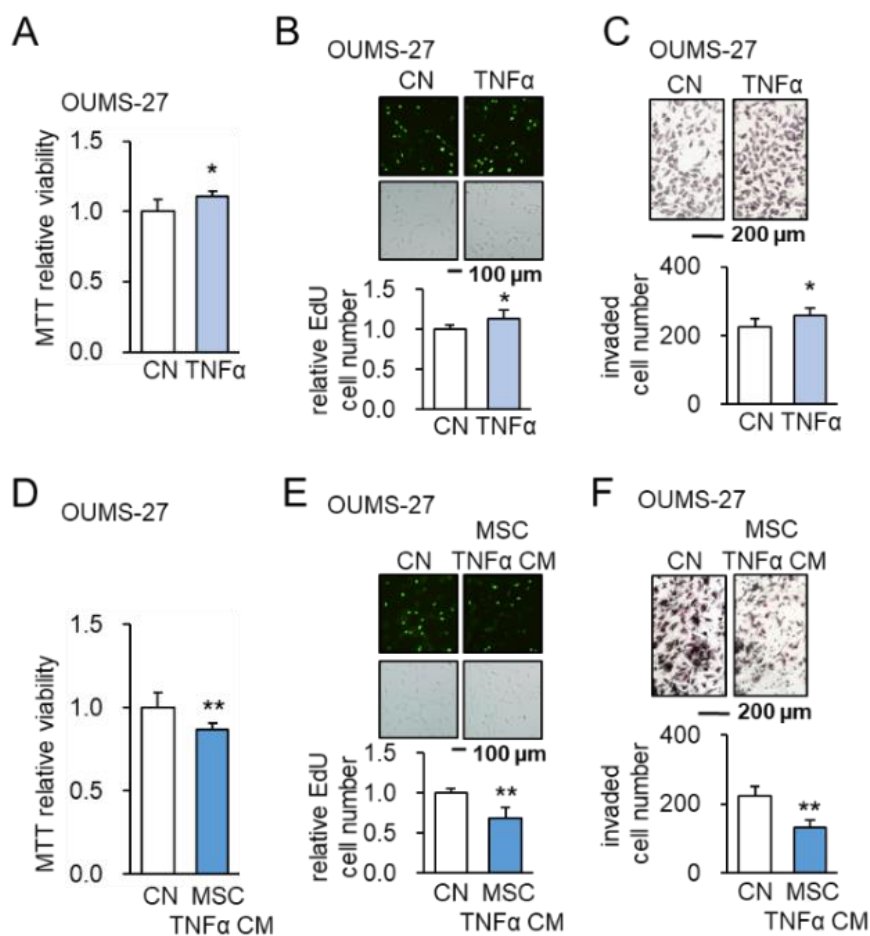 A
OUMS-27
MTT relative viability
1.5
1.0
0.5
0.0
*
CN TNFα
B
OUMS-27
CN TNFα
100 µm
relative EdU
cell number
1.5
1.0
0.5
0.0
*
CN TNFα
C
OUMS-27
CN TNFα
200 µm
invaded
cell number
400
200
0
*
CN TNFα
D
OUMS-27
MTT relative viability
1.5
1.0
0.5
0.0
**
CN MSC
TNFα CM
E
OUMS-27
MSC
CN TNFα CM
100 µm
relative EdU
cell number
1.5
1.0
0.5
0.0
**
CN MSC
TNFα CM
F
OUMS-27
MSC
CN TNFα CM
200 µm
invaded
cell number
400
200
0
**
CN MSC
TNFα CM